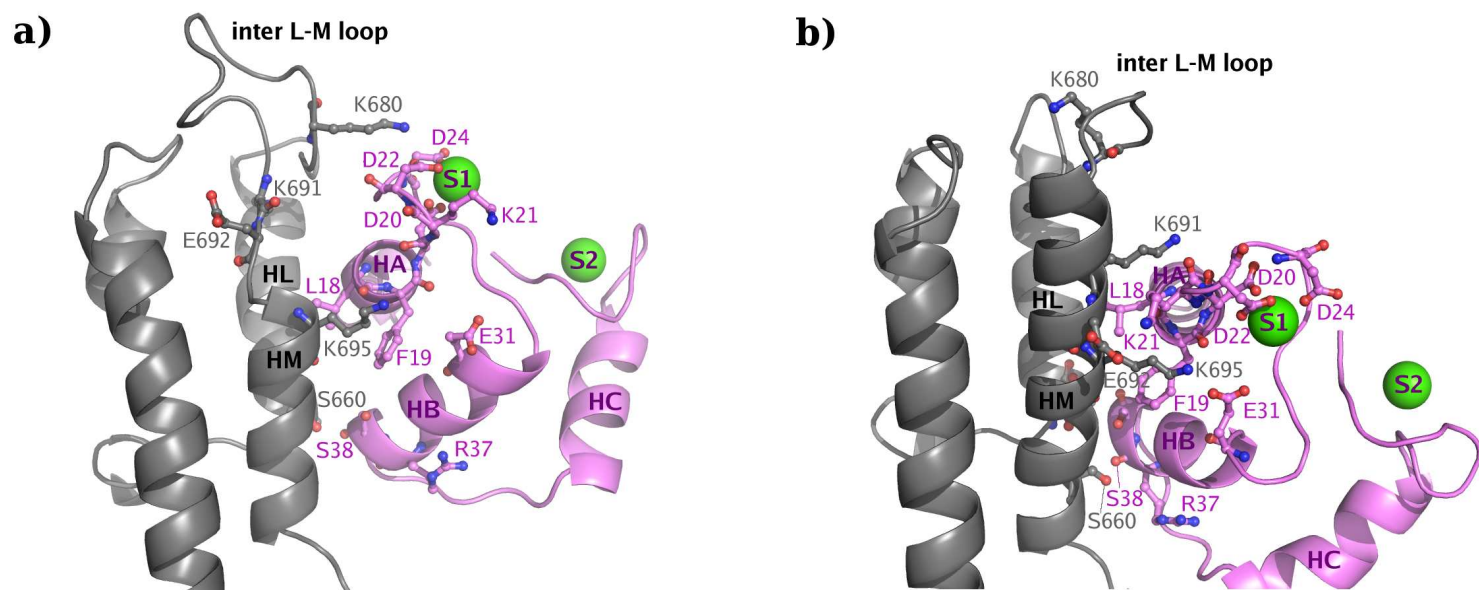 a)
inter L-M loop
K680
D24
D22
S1
K691
D20
K21
E692
HA
S2
HL
L18
K695
E31
HM
F19
S660
HB
HC
S38
R37
b)
inter L-M loop
K680
K691
HA
D20
HL
L18
D24
S1
K21
D22
E692
K695
S2
HM
F19
E31
HB
S38
R37
S660
HC